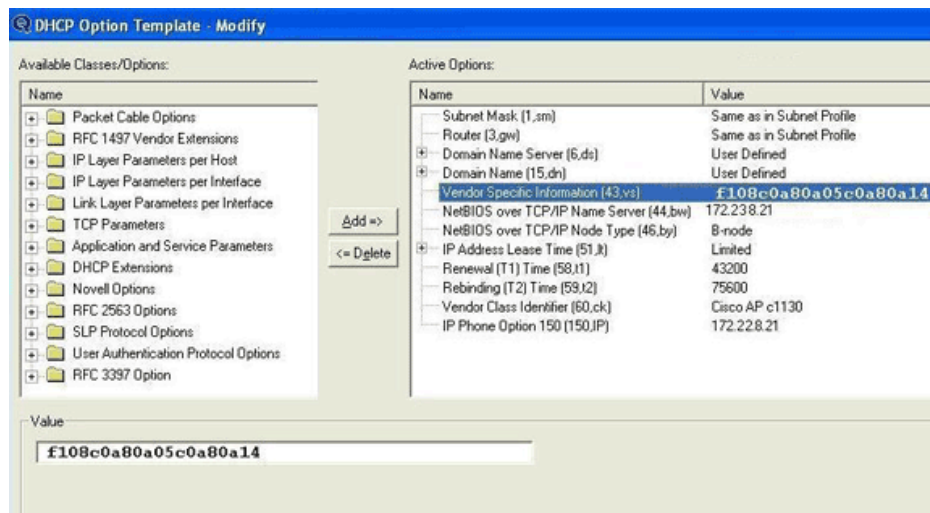 DHCP Option Template - Modify
Available Classes/Options:
Name
Packet Cable Options
RFC 1497 Vendor Extensions
IP Layer Parameters per Host
IP Layer Parameters per Interface
Link Layer Parameters per Interface
TCP Parameters
Application and Service Parameters
DHCP Extensions
Novell Options
RFC 2563 Options
SLP Protocol Options
User Authentication Protocol Options
RFC 3397 Option
Add =>
<= Delete
Active Options:
Name Value
Subnet Mask (1,sm) Same as in Subnet Profile
Router (3,gw) Same as in Subnet Profile
Domain Name Server (6,ds) User Defined
Domain Name (15,dn) User Defined
Vendor Specific Information (43,vs) f108c0a80a05c0a80a14
NetBIOS over TCP/IP Name Server (44,bw) 172.23.8.21
NetBIOS over TCP/IP Node Type (46,by) B-node
IP Address Lease Time (51,lt) Limited
Renewal (T1) Time (58,t1) 43200
Rebinding (T2) Time (59,t2) 75600
Vendor Class Identifier (60,ck) Cisco AP c1130
IP Phone Option 150 (150,IP) 172.22.8.21
Value
f108c0a80a05c0a80a14